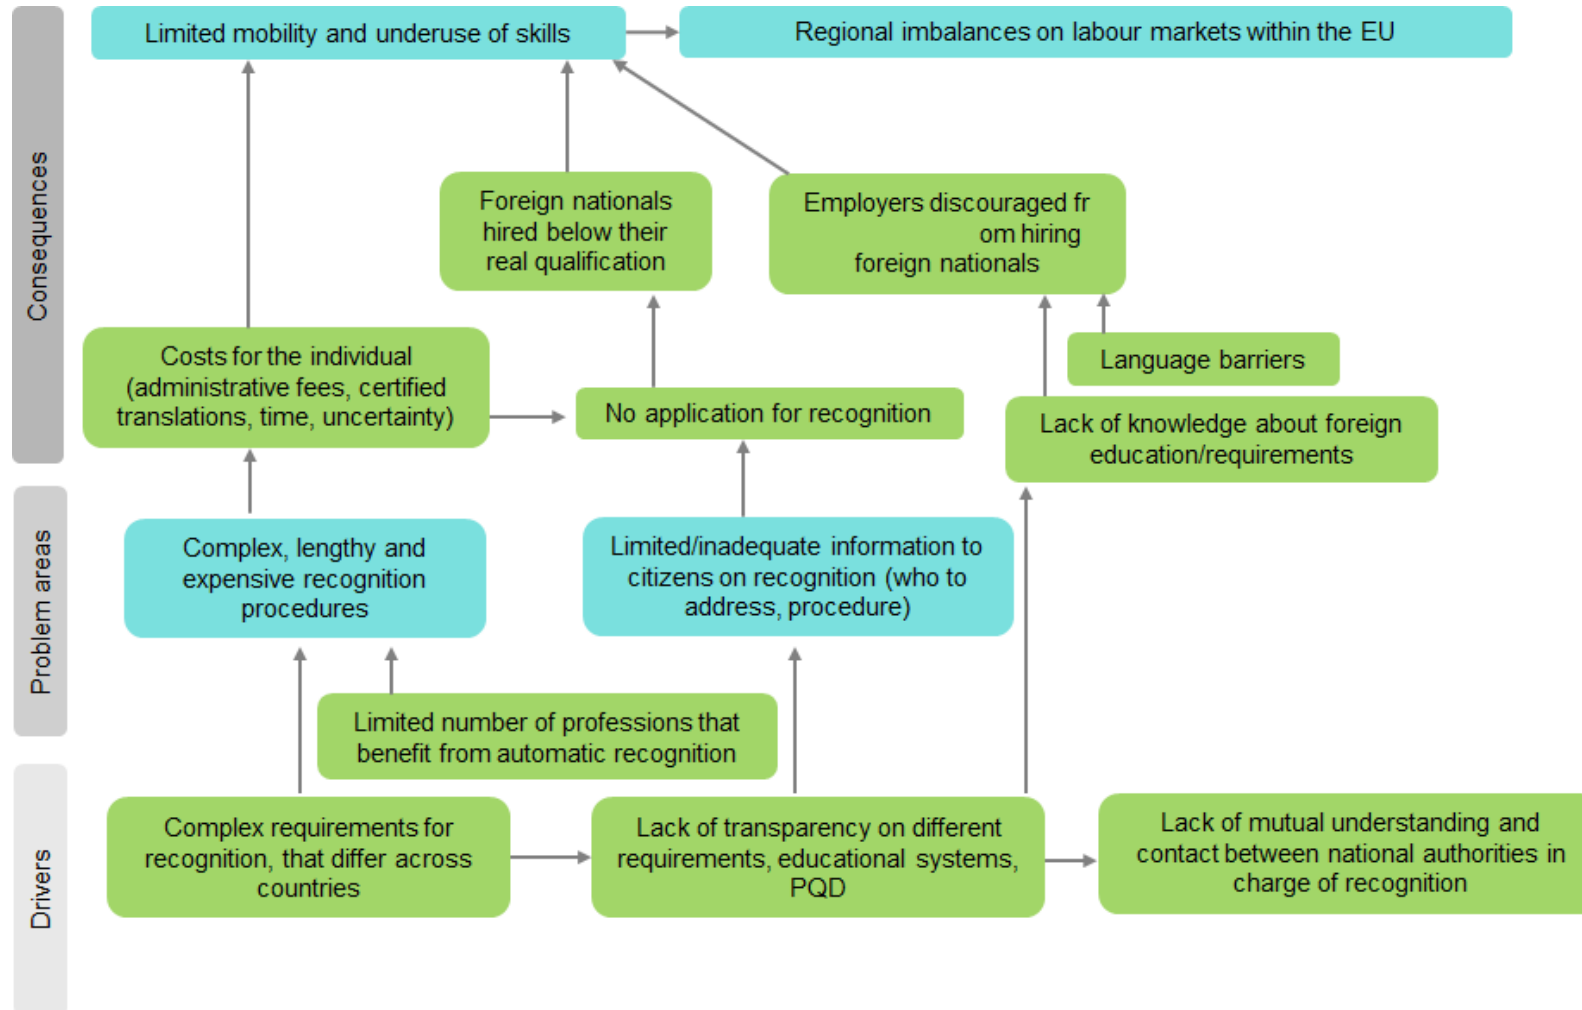 Consequences
Limited mobility and underuse of skills
Regional imbalances on labour markets within the EU
Foreign nationals
hired below their
real qualification
Employers discouraged fr
om hiring
foreign nationals
Costs for the individual
(administrative fees, certified
translations, time, uncertainty)
No application for recognition
Language barriers
Lack of knowledge about foreign
education/requirements
Problem areas
Complex, lengthy and
expensive recognition
procedures
Limited/inadequate information to
citizens on recognition (who to
address, procedure)
Limited number of professions that
benefit from automatic recognition
Drivers
Complex requirements for
recognition, that differ across
countries
Lack of transparency on different
requirements, educational systems,
PQD
Lack of mutual understanding and
contact between national authorities in
charge of recognition